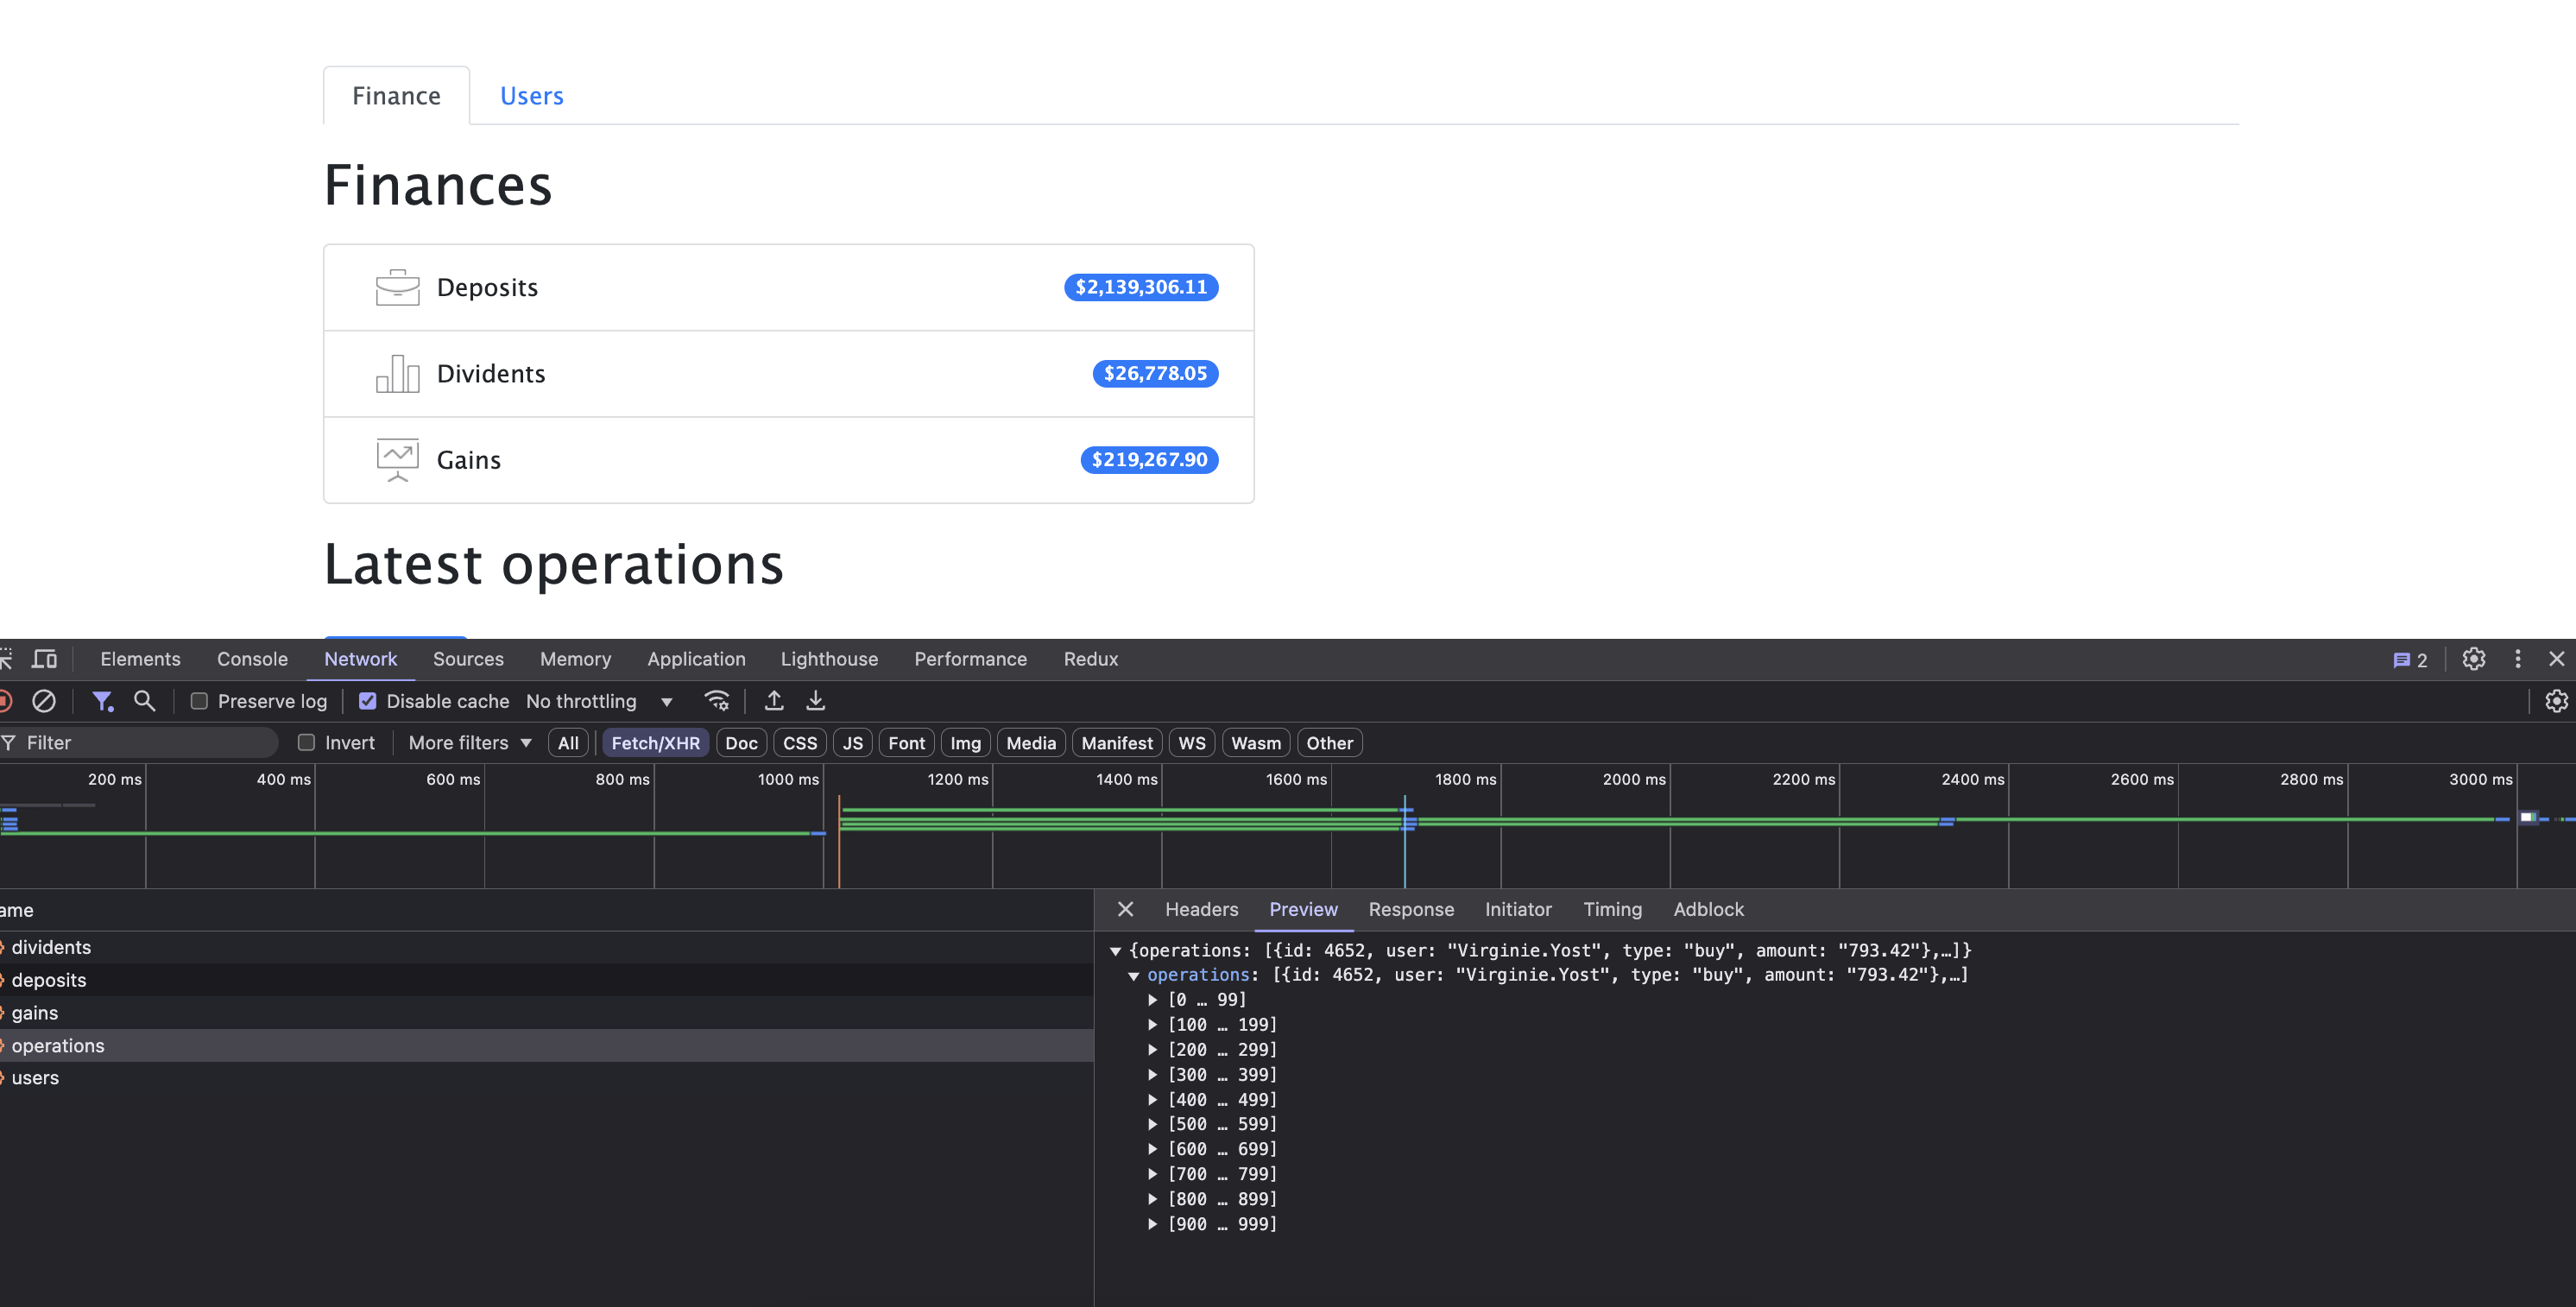 Finance Users
Finances
Deposits $2,139,306.11
Dividents $26,778.05
Gains $219,267.90
Latest operations
Elements Console Network Sources Memory Application Lighthouse Performance Redux 2
Preserve log Disable cache No throttling
Filter Invert More filters All Fetch/XHR Doc CSS JS Font Img Media Manifest WS Wasm Other
200 ms 400 ms 600 ms 800 ms 1000 ms 1200 ms 1400 ms 1600 ms 1800 ms 2000 ms 2200 ms 2400 ms 2600 ms 2800 ms 3000 ms
ame
dividents
deposits
gains
operations
users
Headers Preview Response Initiator Timing Adblock
{operations: [{id: 4652, user: "Virginie.Yost", type: "buy", amount: "793.42"},…]}
operations: [{id: 4652, user: "Virginie.Yost", type: "buy", amount: "793.42"},…]
[0 … 99]
[100 … 199]
[200 … 299]
[300 … 399]
[400 … 499]
[500 … 599]
[600 … 699]
[700 … 799]
[800 … 899]
[900 … 999]